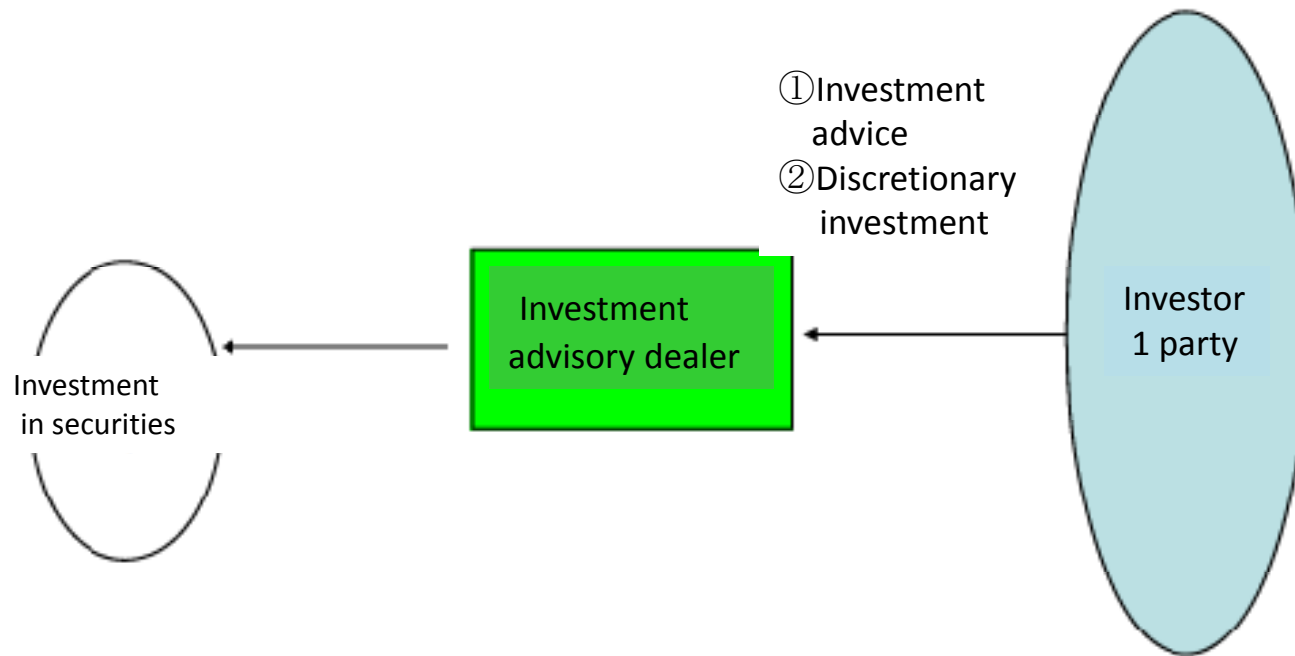 ①Investment
advice
②Discretionary
investment
Investment
advisory dealer
Investor
1 party
Investment
in securities